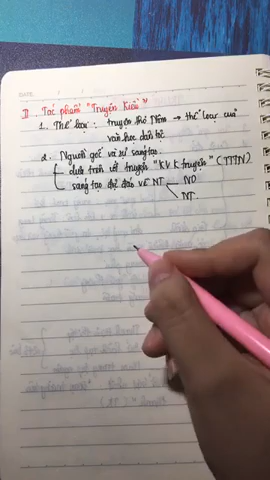 DATE
II. Tác phẩm "Truyện Kiều"
1. Thể loại : truyện thơ Nôm → thể loại của
văn học dân tộc
2. Nguồn gốc và sự sáng tạo.
dựa trên cốt truyện "KVK truyện" (TTTN)
sáng tạo độc đáo về NT ND
NT.